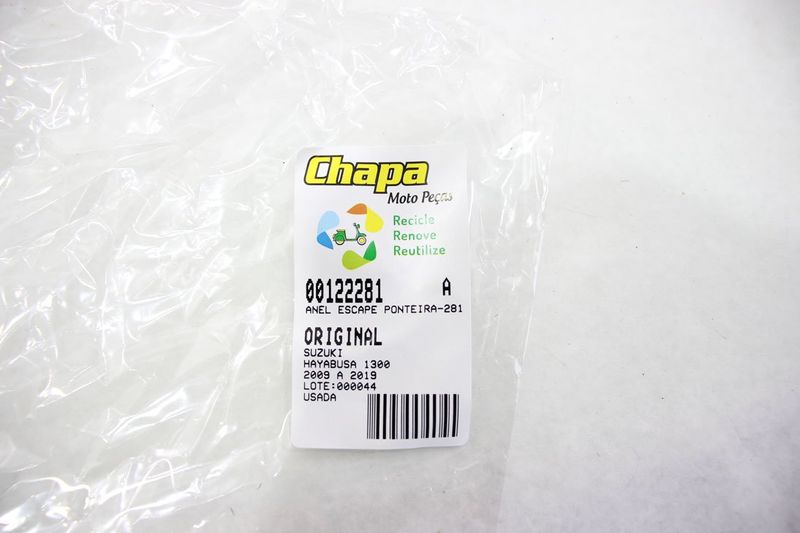 Chapa
Moto Peças
Recicle
Renove
Reutilize
00122281 A
ANEL ESCAPE PONTEIRA-281
ORIGINAL
SUZUKI
HAYABUSA 1300
2009 A 2019
LOTE:000044
USADA